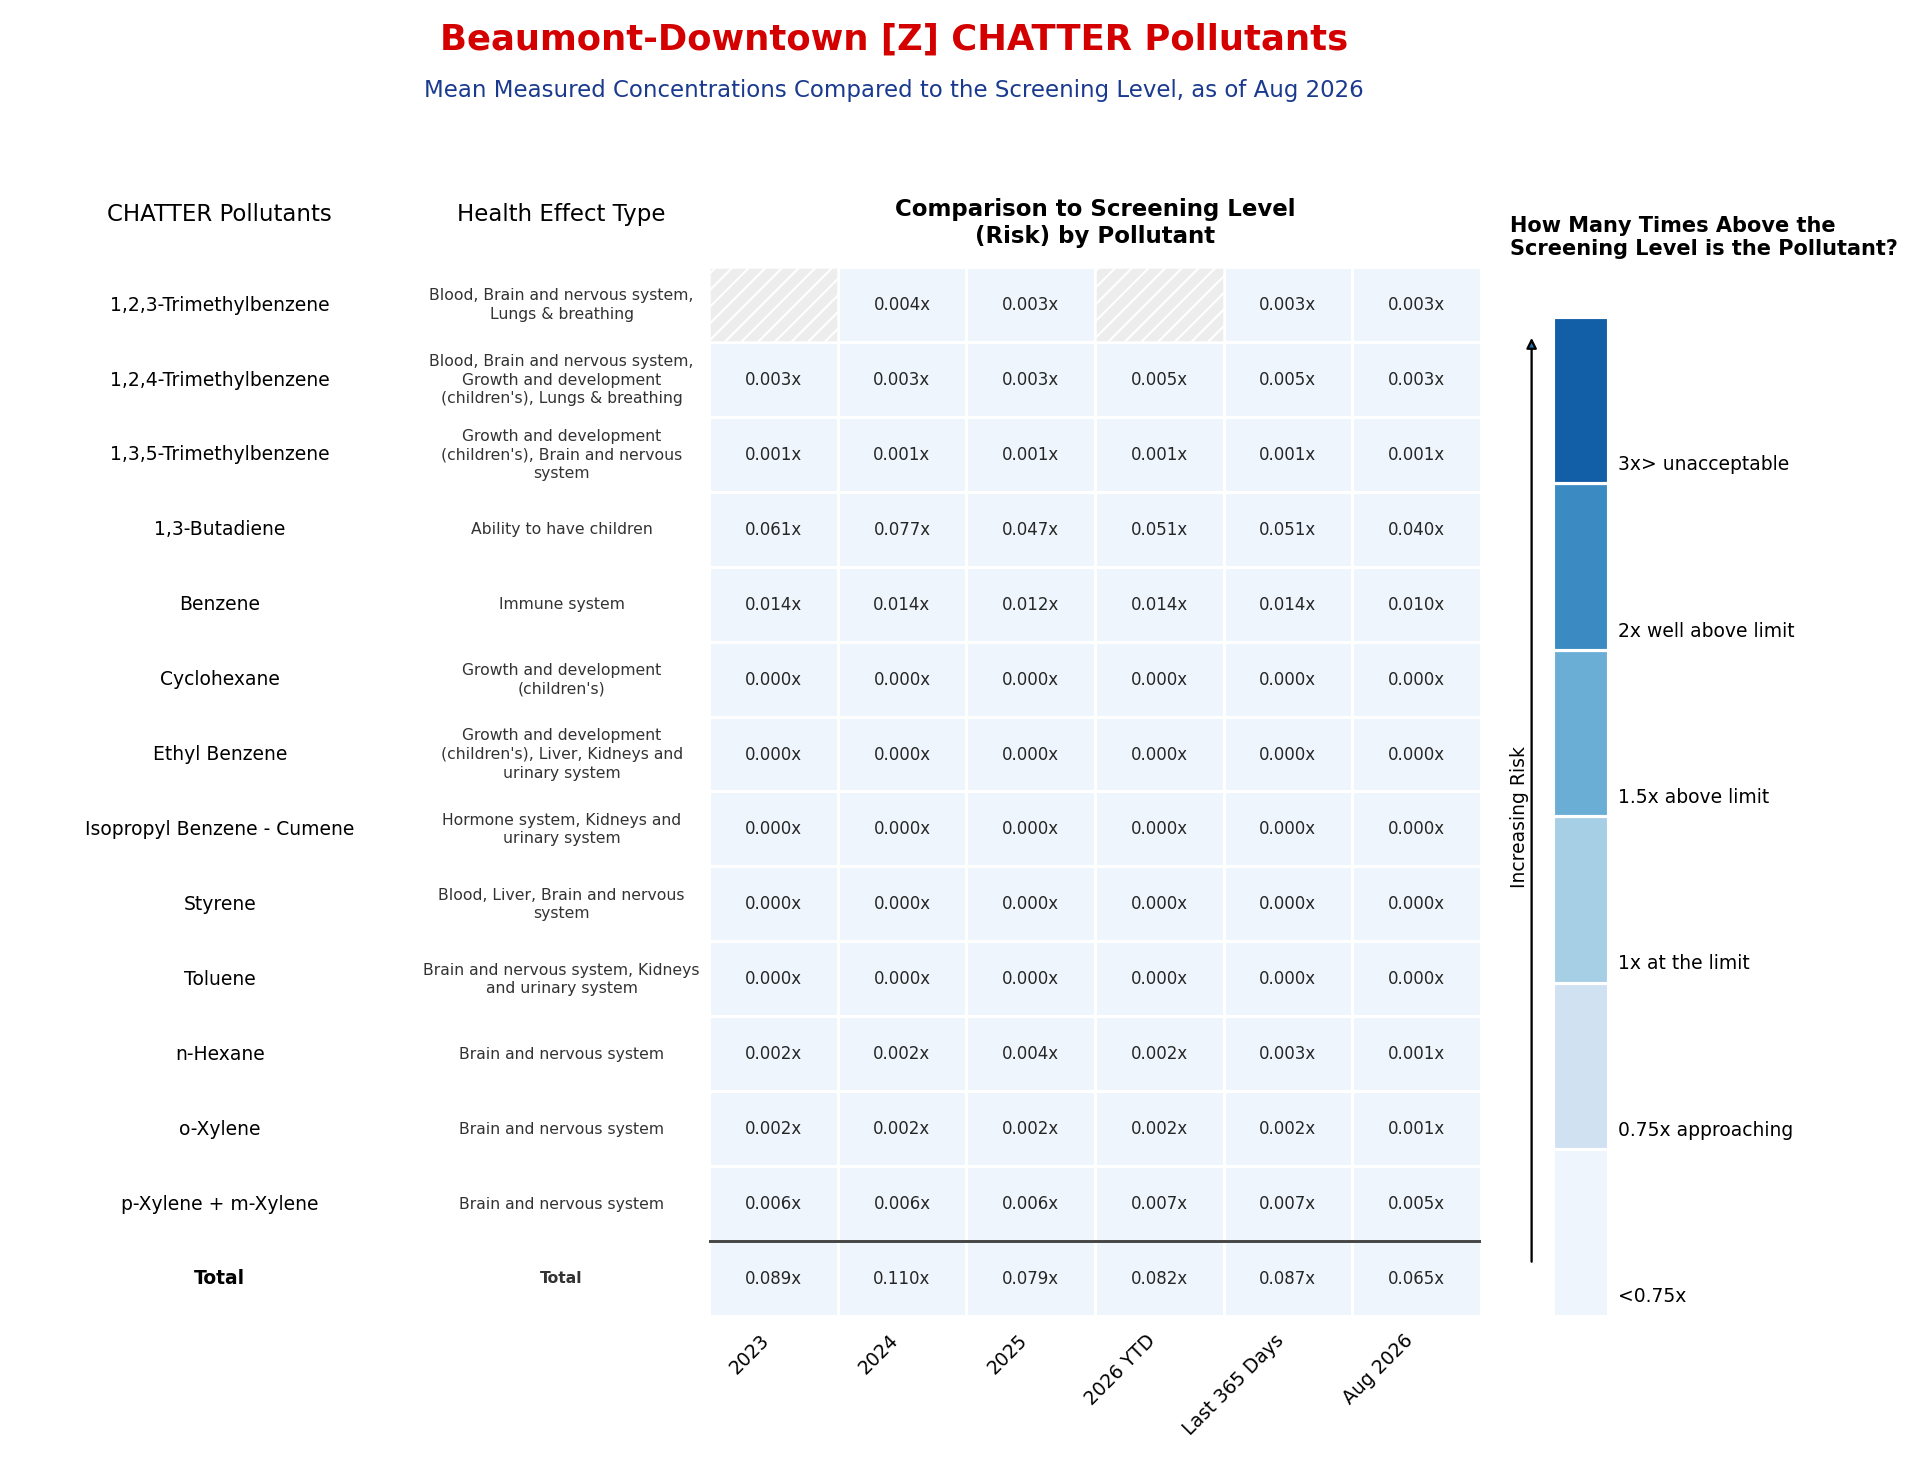 Beaumont-Downtown [Z] CHATTER Pollutants
Mean Measured Concentrations Compared to the Screening Level, as of Aug 2026
CHATTER Pollutants
Health Effect Type
Comparison to Screening Level
(Risk) by Pollutant
How Many Times Above the
Screening Level is the Pollutant?
1,2,3-Trimethylbenzene
Blood, Brain and nervous system,
Lungs & breathing
0.004x 0.003x 0.003x 0.003x
1,2,4-Trimethylbenzene
Blood, Brain and nervous system,
Growth and development
(children's), Lungs & breathing
0.003x 0.003x 0.003x 0.005x 0.005x 0.003x
1,3,5-Trimethylbenzene
Growth and development
(children's), Brain and nervous
system
0.001x 0.001x 0.001x 0.001x 0.001x 0.001x
1,3-Butadiene
Ability to have children
0.061x 0.077x 0.047x 0.051x 0.051x 0.040x
Benzene
Immune system
0.014x 0.014x 0.012x 0.014x 0.014x 0.010x
Cyclohexane
Growth and development
(children's)
0.000x 0.000x 0.000x 0.000x 0.000x 0.000x
Ethyl Benzene
Growth and development
(children's), Liver, Kidneys and
urinary system
0.000x 0.000x 0.000x 0.000x 0.000x 0.000x
Isopropyl Benzene - Cumene
Hormone system, Kidneys and
urinary system
0.000x 0.000x 0.000x 0.000x 0.000x 0.000x
Styrene
Blood, Liver, Brain and nervous
system
0.000x 0.000x 0.000x 0.000x 0.000x 0.000x
Toluene
Brain and nervous system, Kidneys
and urinary system
0.000x 0.000x 0.000x 0.000x 0.000x 0.000x
n-Hexane
Brain and nervous system
0.002x 0.002x 0.004x 0.002x 0.003x 0.001x
o-Xylene
Brain and nervous system
0.002x 0.002x 0.002x 0.002x 0.002x 0.001x
p-Xylene + m-Xylene
Brain and nervous system
0.006x 0.006x 0.006x 0.007x 0.007x 0.005x
Total
Total
0.089x 0.110x 0.079x 0.082x 0.087x 0.065x
2023
2024
2025
2026 YTD
Last 365 Days
Aug 2026
Increasing Risk
3x> unacceptable
2x well above limit
1.5x above limit
1x at the limit
0.75x approaching
<0.75x